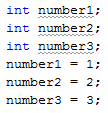 int number1;
int number2;
int number3;
number1 = 1;
number2 = 2;
number3 = 3;